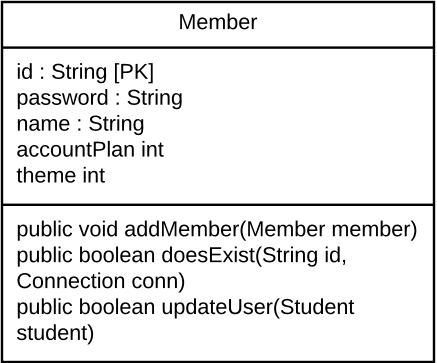 Member
id : String [PK]
password : String
name : String
accountPlan int
theme int
public void addMember(Member member)
public boolean doesExist(String id,
Connection conn)
public boolean updateUser(Student
student)